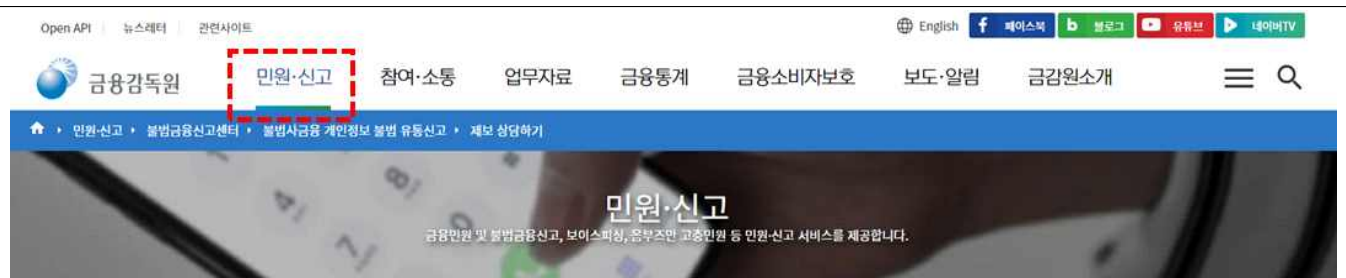 Open API 뉴스레터 관련사이트 English f 페이스북 b 블로그 유튜브 네이버TV
금융감독원 민원·신고 참여·소통 업무자료 금융통계 금융소비자보호 보도·알림 금감원소개
민원·신고 불법금융신고센터 불법사금융 개인정보 불법 유통신고 제보 상담하기
민원·신고
금융민원 및 불법금융신고, 보이스피싱, 옴부즈만 고충민원 등 민원·신고 서비스를 제공합니다.